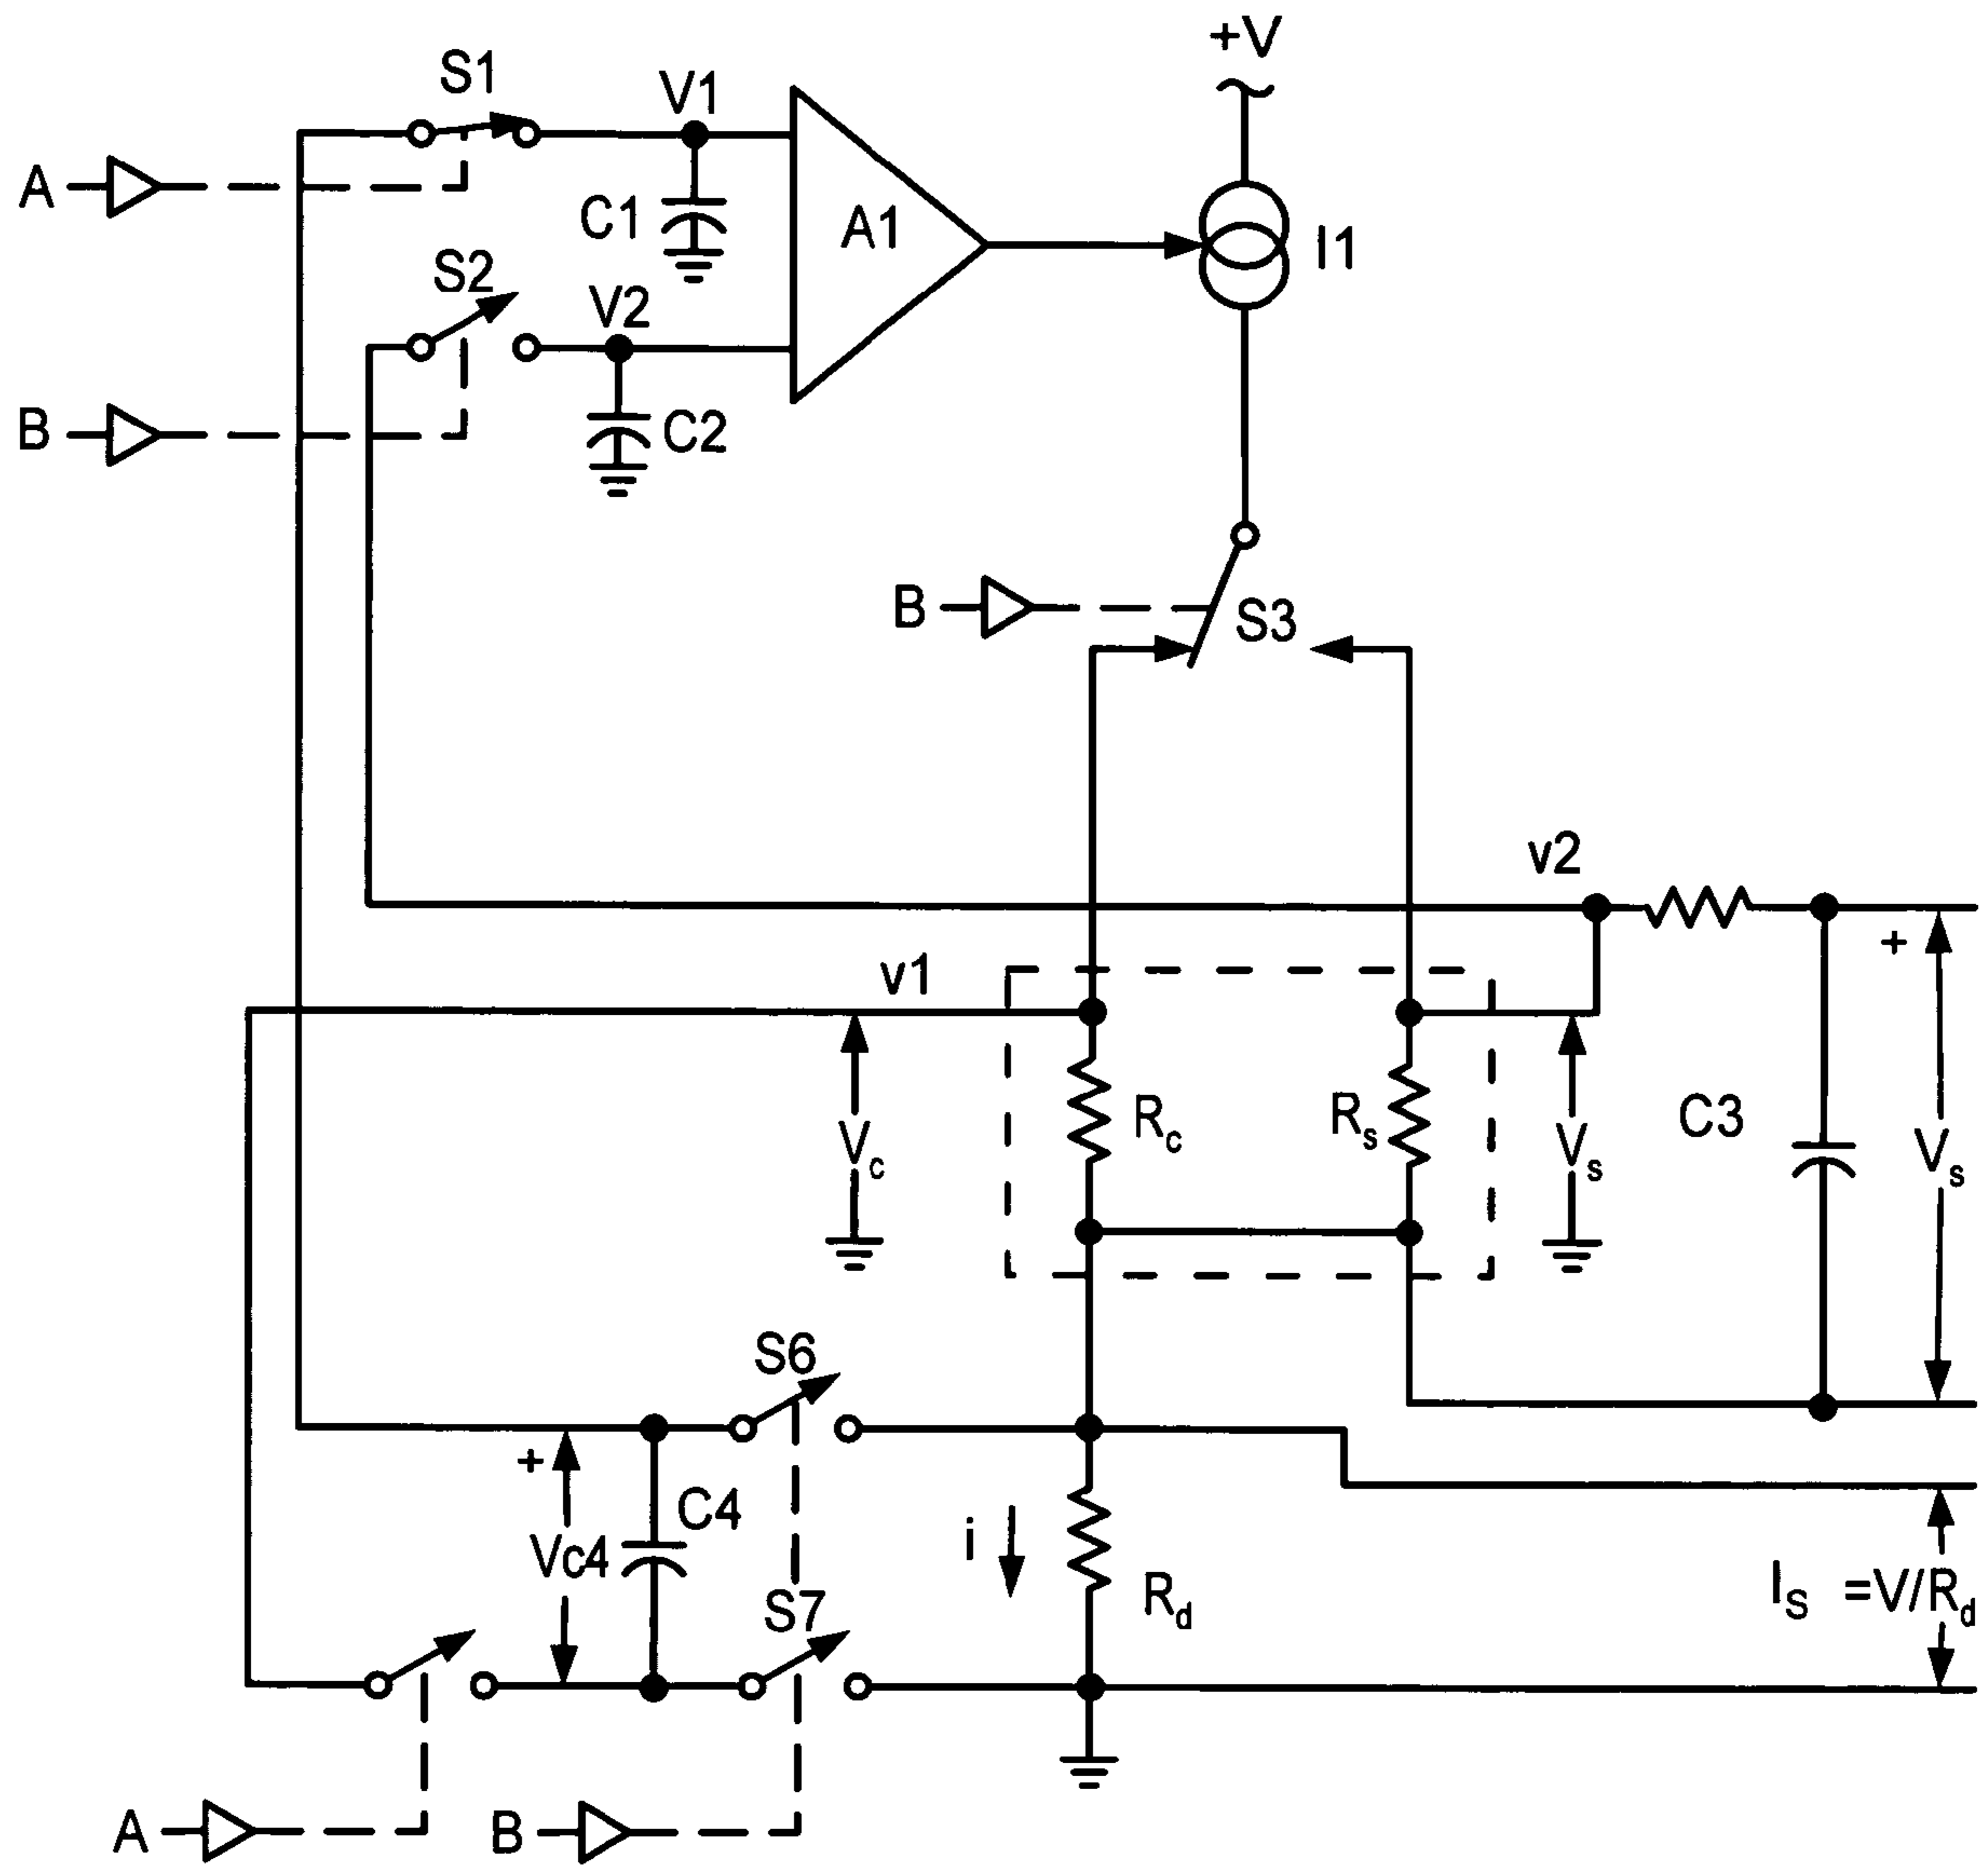 +V
S1
V1
A
C1
A1
I1
S2
V2
B
C2
B
S3
v2
+
v1
Rc
Rs
C3
Vc
Vs
Vs
S6
+
C4
i
Vc4
S7
Rd
IS =V/Rd
A
B